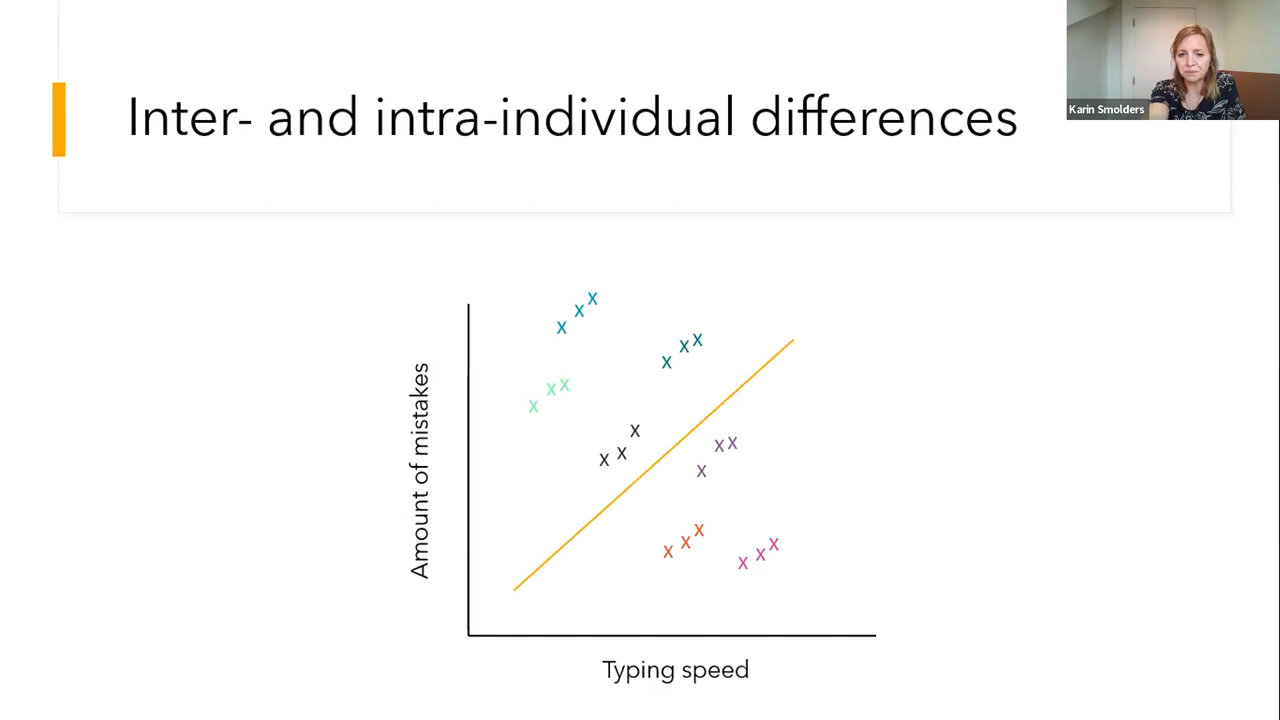 Inter- and intra-individual differences
Karin Smolders
x x x
x x x
x x x
x x x
x x x
x x x
x x x
Amount of mistakes
Typing speed